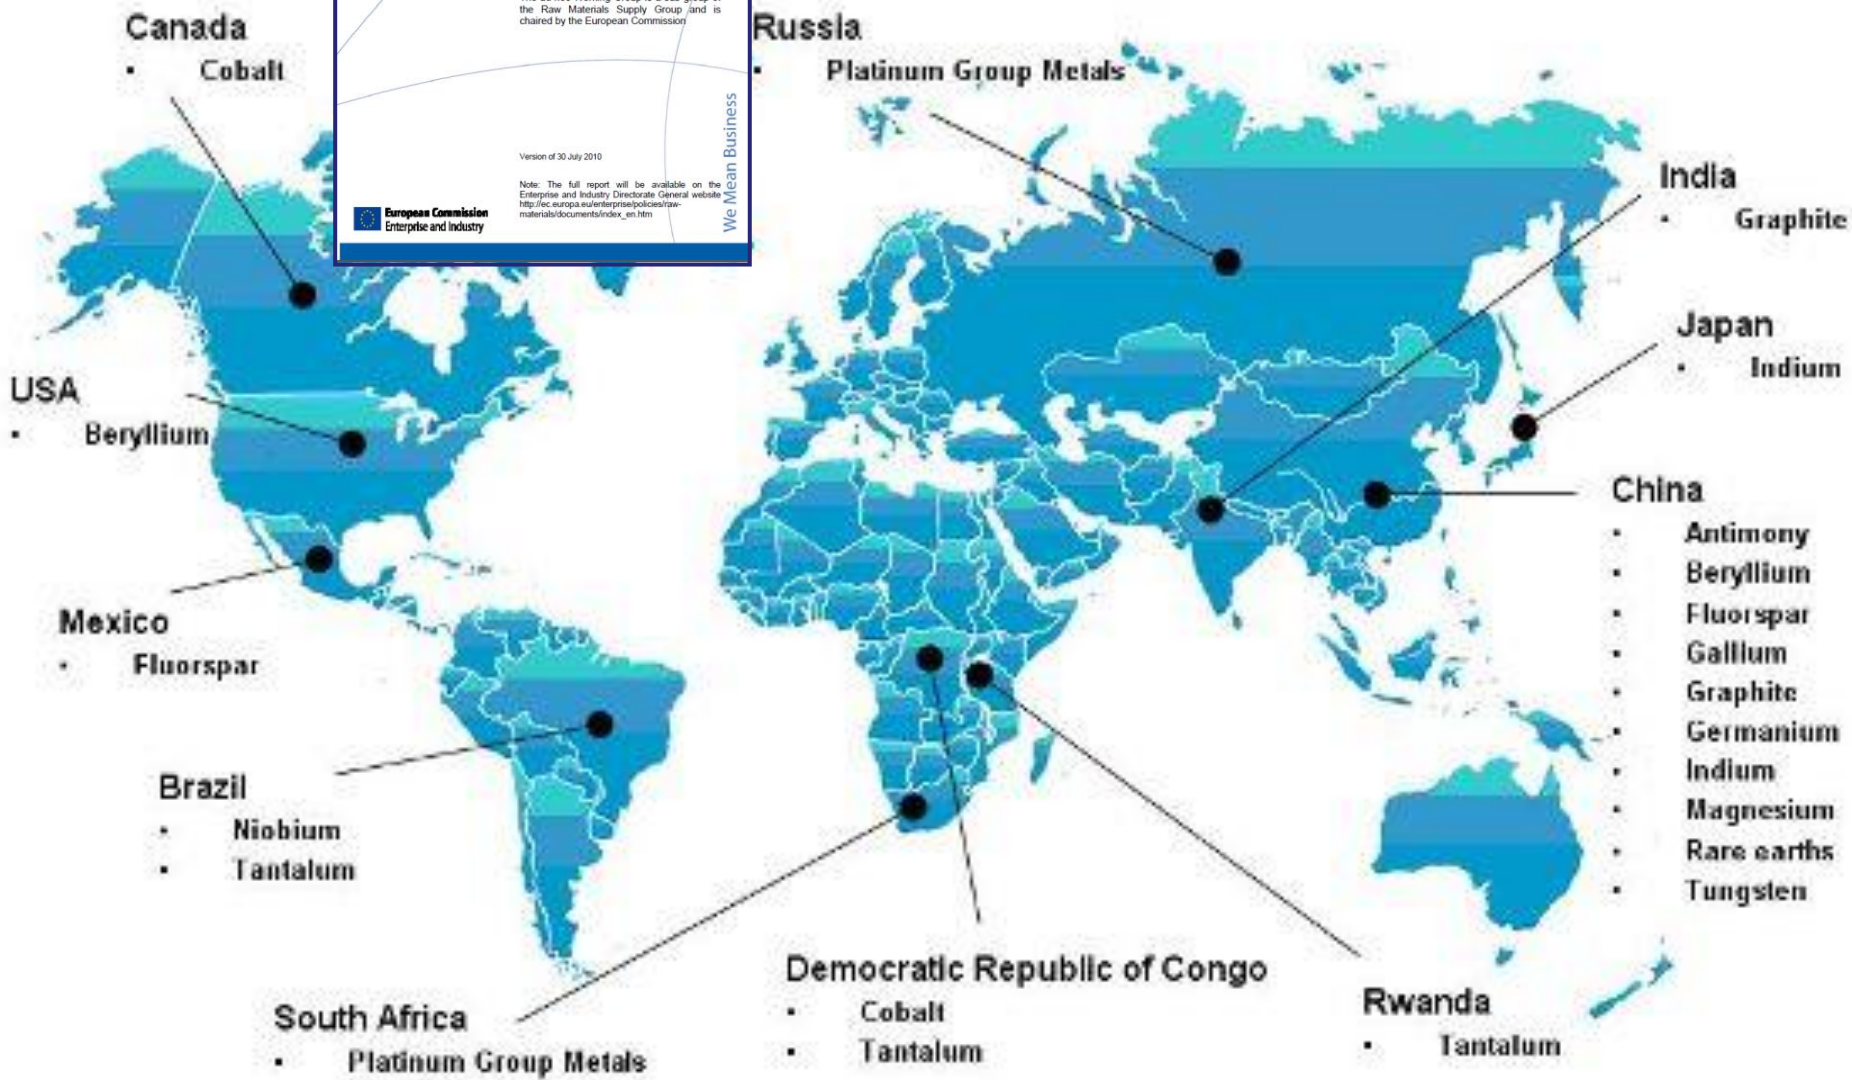 the Raw Materials Supply Group and is
chaired by the European Commission
We Mean Business
Version of 30 July 2010
Note: The full report will be available on the
Enterprise and Industry Directorate General website
http://ec.europa.eu/enterprise/policies/raw-
materials/documents/index_en.htm
European Commission
Enterprise and Industry
Canada
▪ Cobalt
Russia
▪ Platinum Group Metals
India
▪ Graphite
Japan
▪ Indium
USA
▪ Beryllium
China
▪ Antimony
▪ Beryllium
▪ Fluorspar
▪ Gallium
▪ Graphite
▪ Germanium
▪ Indium
▪ Magnesium
▪ Rare earths
▪ Tungsten
Mexico
▪ Fluorspar
Brazil
▪ Niobium
▪ Tantalum
South Africa
▪ Platinum Group Metals
Democratic Republic of Congo
▪ Cobalt
▪ Tantalum
Rwanda
▪ Tantalum